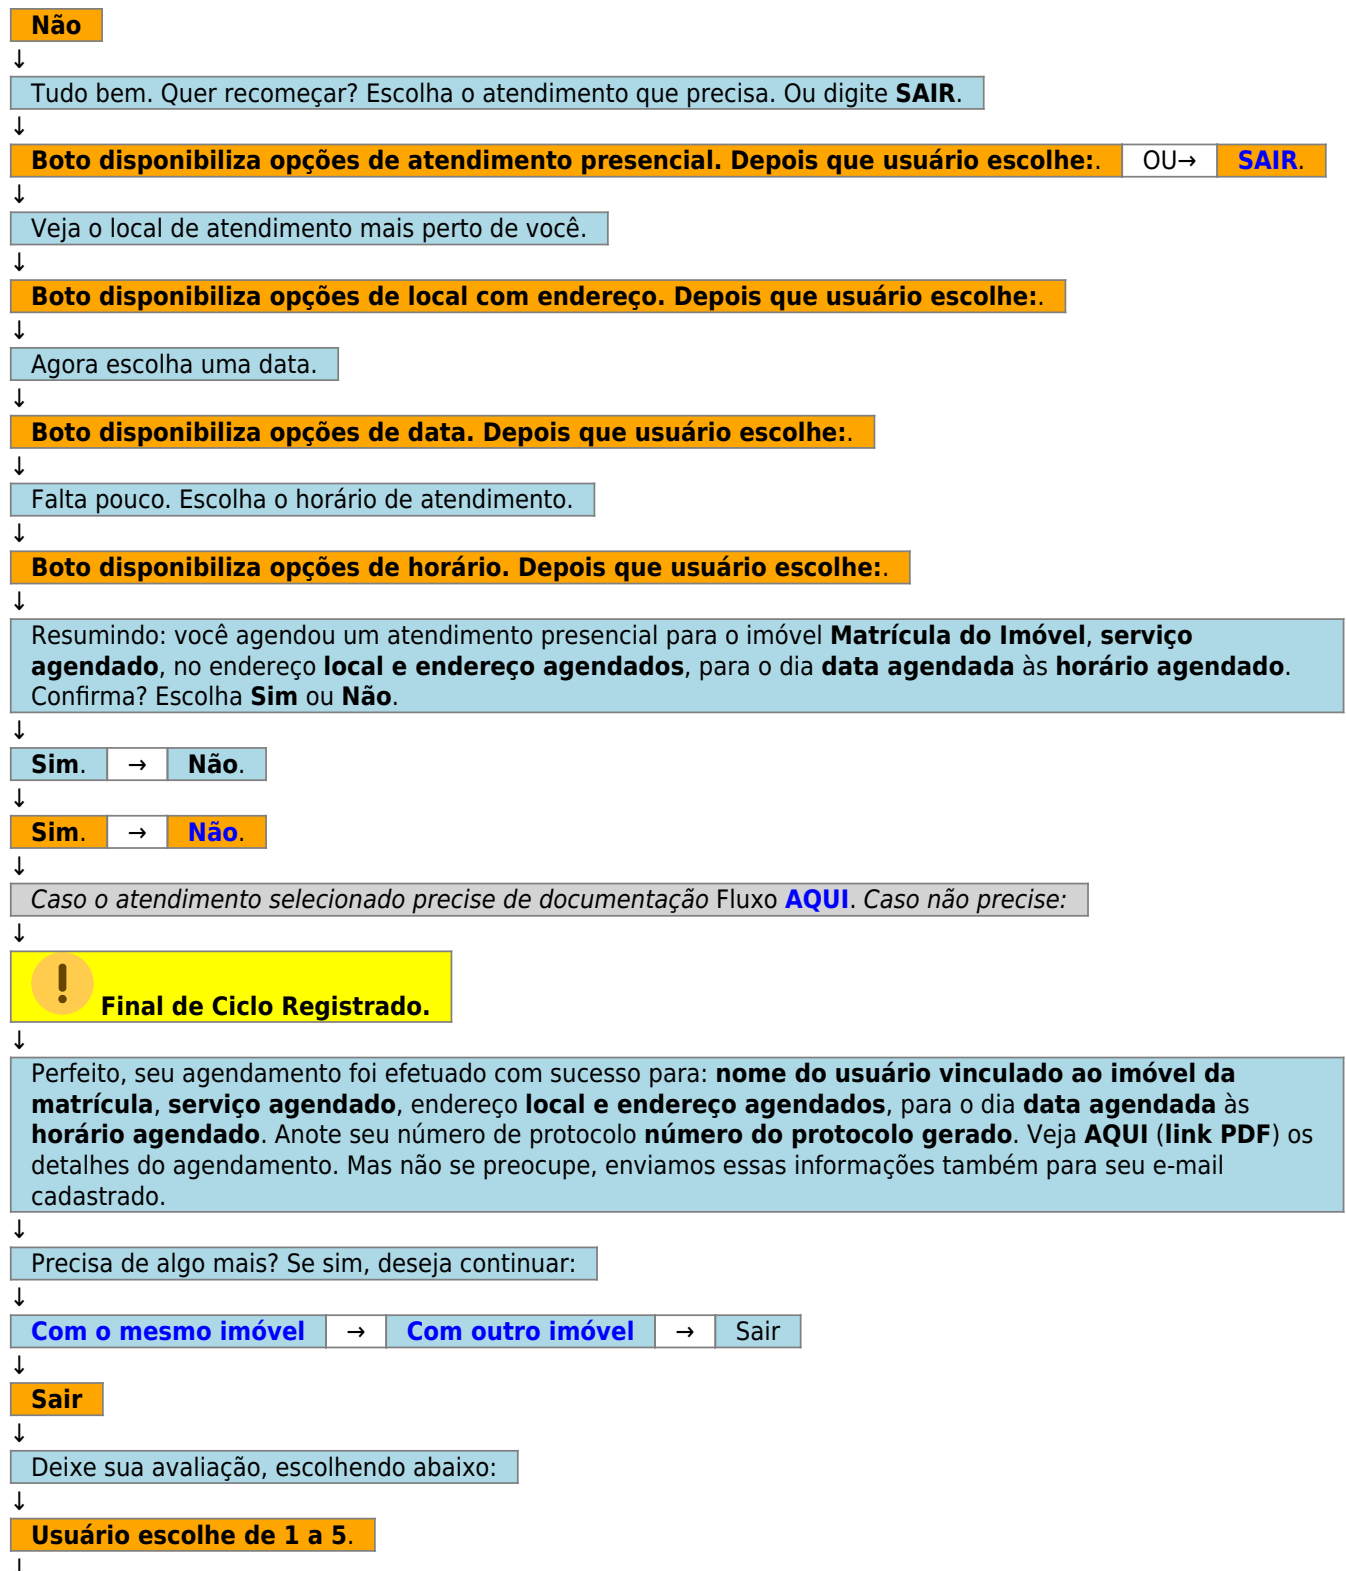 Não
↓
Tudo bem. Quer recomeçar? Escolha o atendimento que precisa. Ou digite SAIR.
↓
Boto disponibiliza opções de atendimento presencial. Depois que usuário escolhe:. OU→ SAIR.
↓
Veja o local de atendimento mais perto de você.
↓
Boto disponibiliza opções de local com endereço. Depois que usuário escolhe:.
↓
Agora escolha uma data.
↓
Boto disponibiliza opções de data. Depois que usuário escolhe:.
↓
Falta pouco. Escolha o horário de atendimento.
↓
Boto disponibiliza opções de horário. Depois que usuário escolhe:.
↓
Resumindo: você agendou um atendimento presencial para o imóvel Matrícula do Imóvel, serviço
agendado, no endereço local e endereço agendados, para o dia data agendada às horário agendado.
Confirma? Escolha Sim ou Não.
↓
Sim. → Não.
↓
Sim. → Não.
↓
Caso o atendimento selecionado precise de documentação Fluxo AQUI. Caso não precise:
↓
! Final de Ciclo Registrado.
↓
Perfeito, seu agendamento foi efetuado com sucesso para: nome do usuário vinculado ao imóvel da
matrícula, serviço agendado, endereço local e endereço agendados, para o dia data agendada às
horário agendado. Anote seu número de protocolo número do protocolo gerado. Veja AQUI (link PDF) os
detalhes do agendamento. Mas não se preocupe, enviamos essas informações também para seu e-mail
cadastrado.
↓
Precisa de algo mais? Se sim, deseja continuar:
↓
Com o mesmo imóvel → Com outro imóvel → Sair
↓
Sair
↓
Deixe sua avaliação, escolhendo abaixo:
↓
Usuário escolhe de 1 a 5.
↓